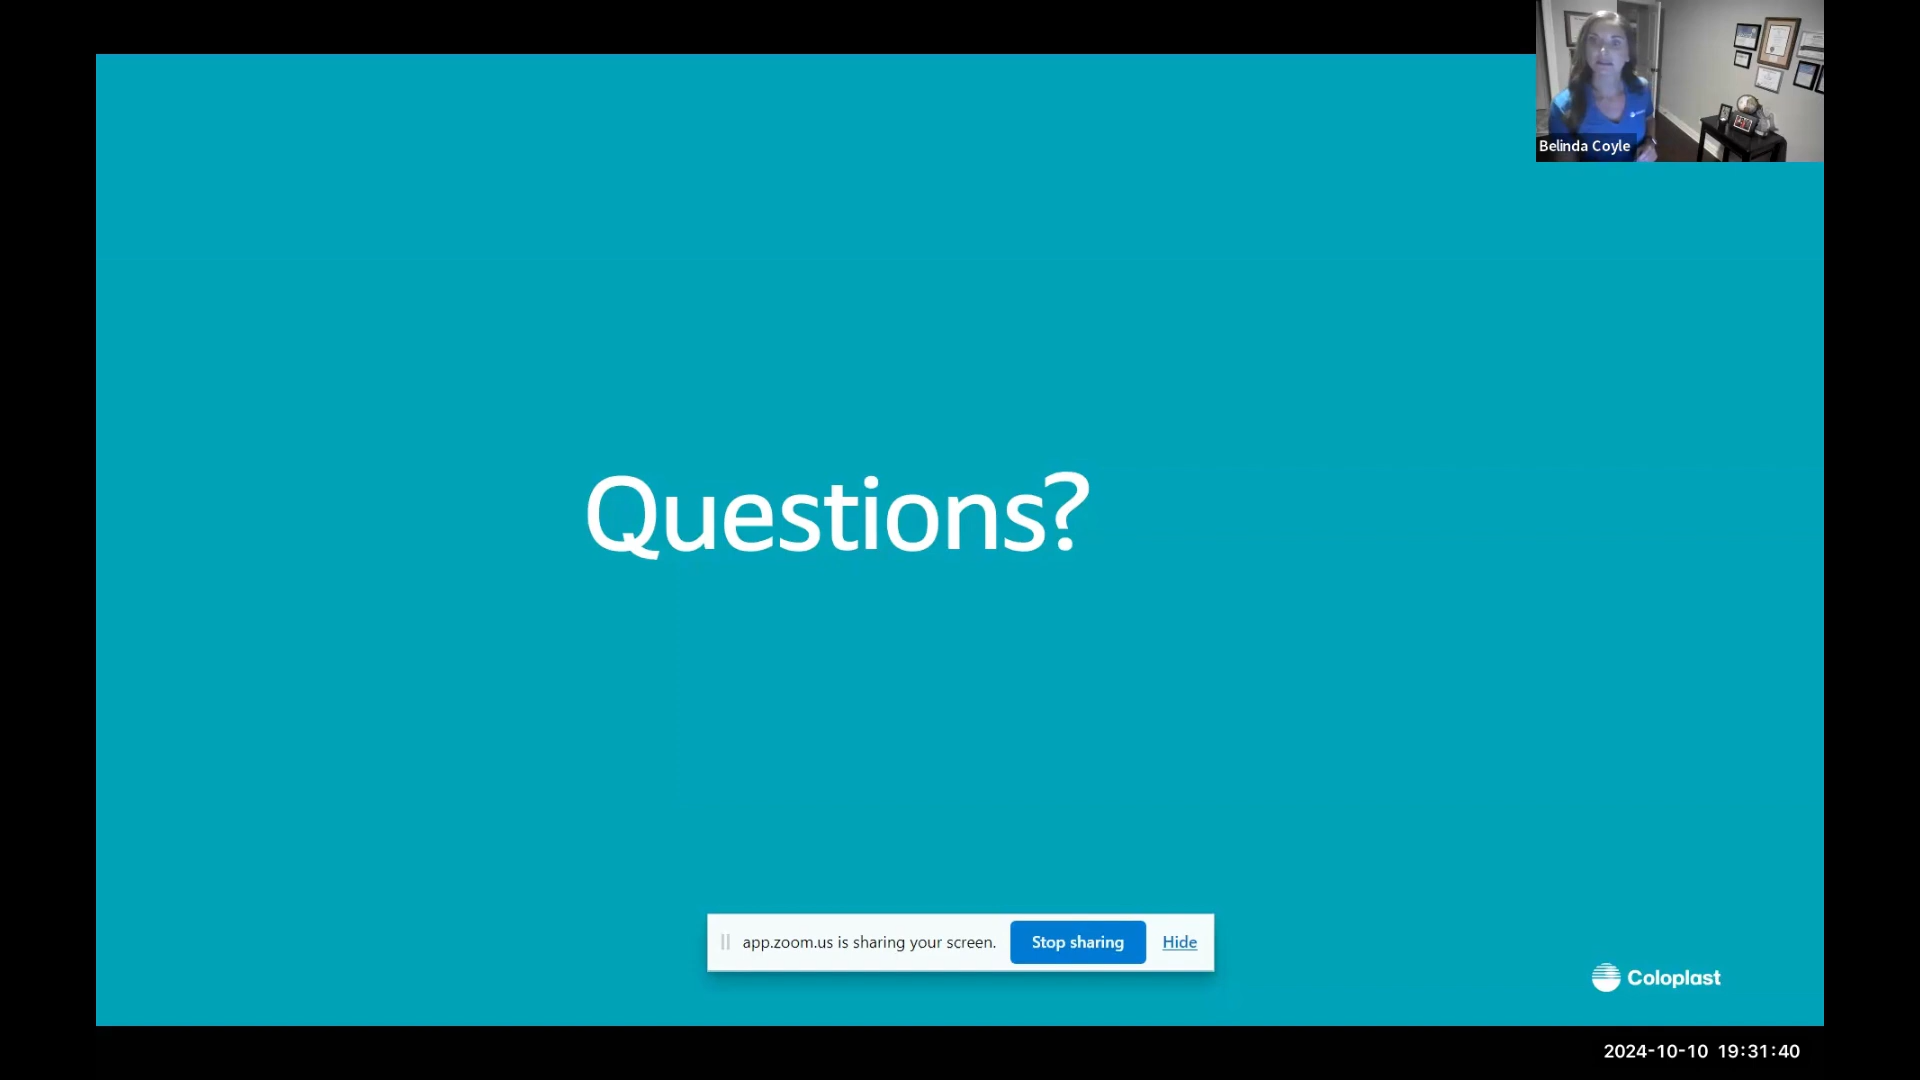 Belinda Coyle
Questions?
app.zoom.us is sharing your screen. Stop sharing Hide
Coloplast
2024-10-10 19:31:40